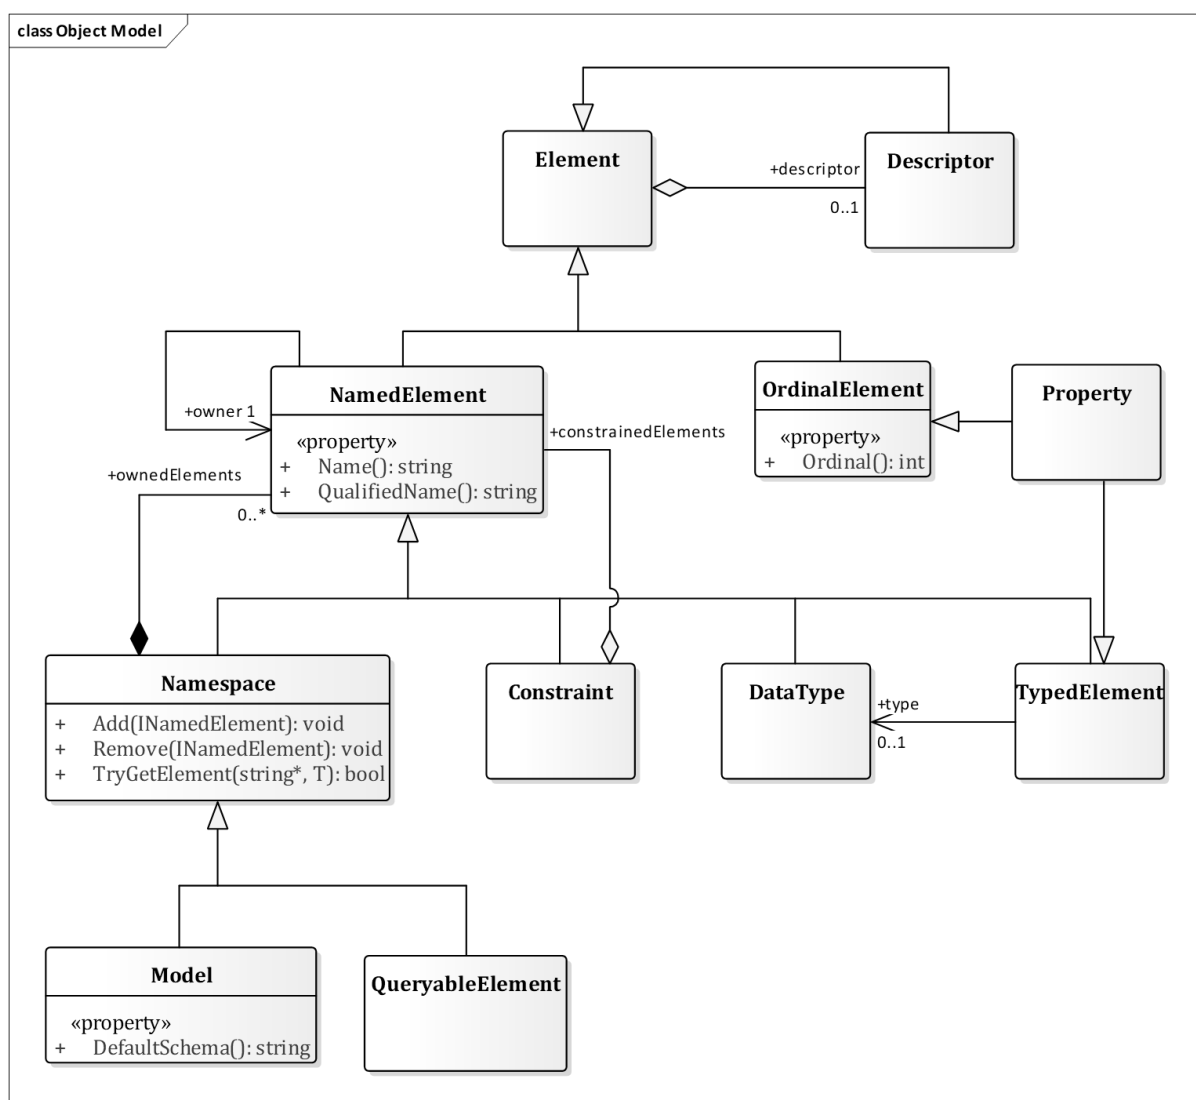 class Object Model
Element
+descriptor
0..1
Descriptor
+owner 1
NamedElement
«property»
+ Name(): string
+ QualifiedName(): string
+constrainedElements
OrdinalElement
«property»
+ Ordinal(): int
Property
+ownedElements
0..*
Namespace
+ Add(INamedElement): void
+ Remove(INamedElement): void
+ TryGetElement(string*, T): bool
Constraint
DataType
+type
0..1
TypedElement
Model
«property»
+ DefaultSchema(): string
QueryableElement